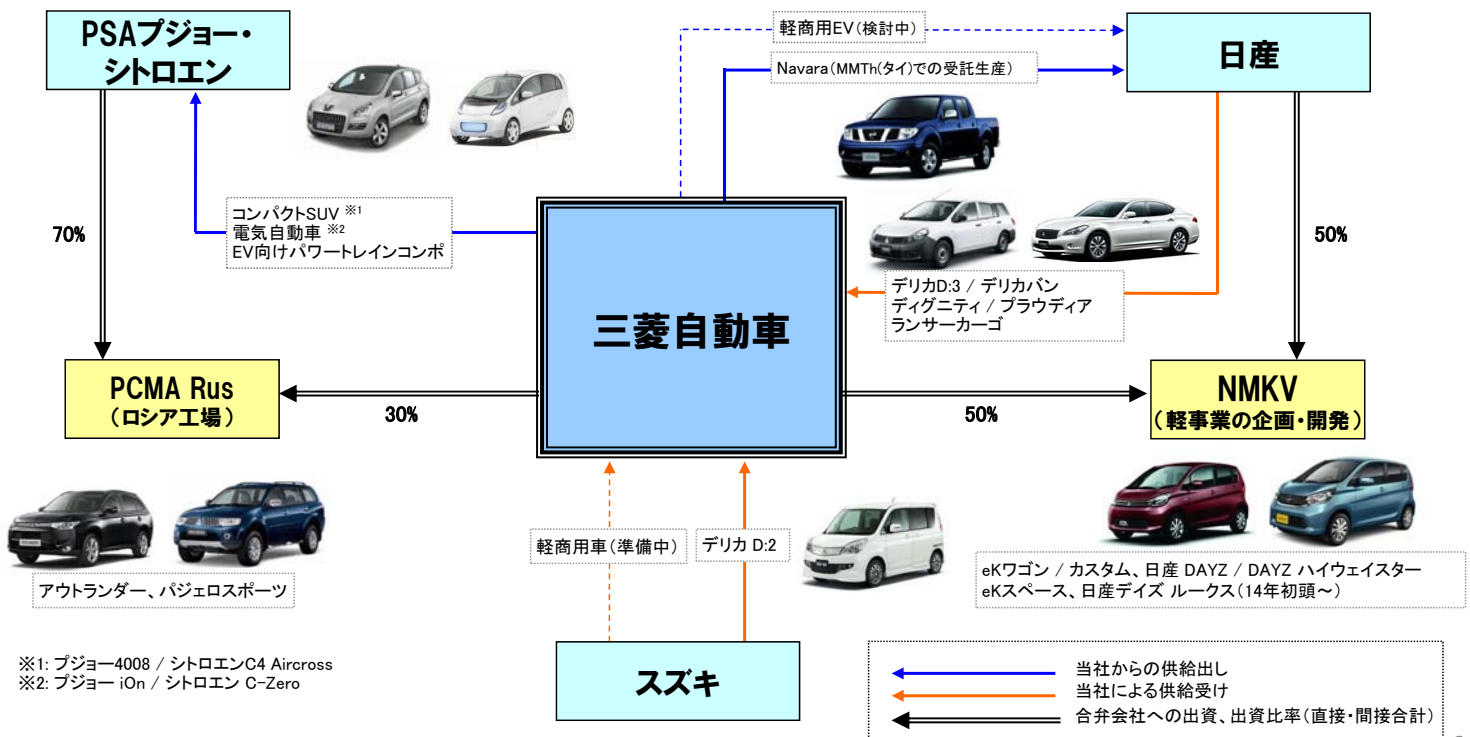 PSAプジョー・
シトロエン
軽商用EV（検討中）
Navara（MMTh（タイ）での受託生産）
日産
70%
コンパクトSUV ※1
電気自動車 ※2
EV向けパワートレインコンポ
50%
デリカD:3 / デリカバン
ディグニティ / プラウディア
ランサーカーゴ
三菱自動車
PCMA Rus
（ロシア工場）
30%
50%
NMKV
（軽事業の企画・開発）
軽商用車（準備中）
デリカ D:2
アウトランダー、パジェロスポーツ
eKワゴン / カスタム、日産 DAYZ / DAYZ ハイウェイスター
eKスペース、日産デイズ ルークス（14年初頭～）
※1: プジョー4008 / シトロエンC4 Aircross
※2: プジョー iOn / シトロエン C-Zero
スズキ
当社からの供給出し
当社による供給受け
合弁会社への出資、出資比率（直接・間接合計）